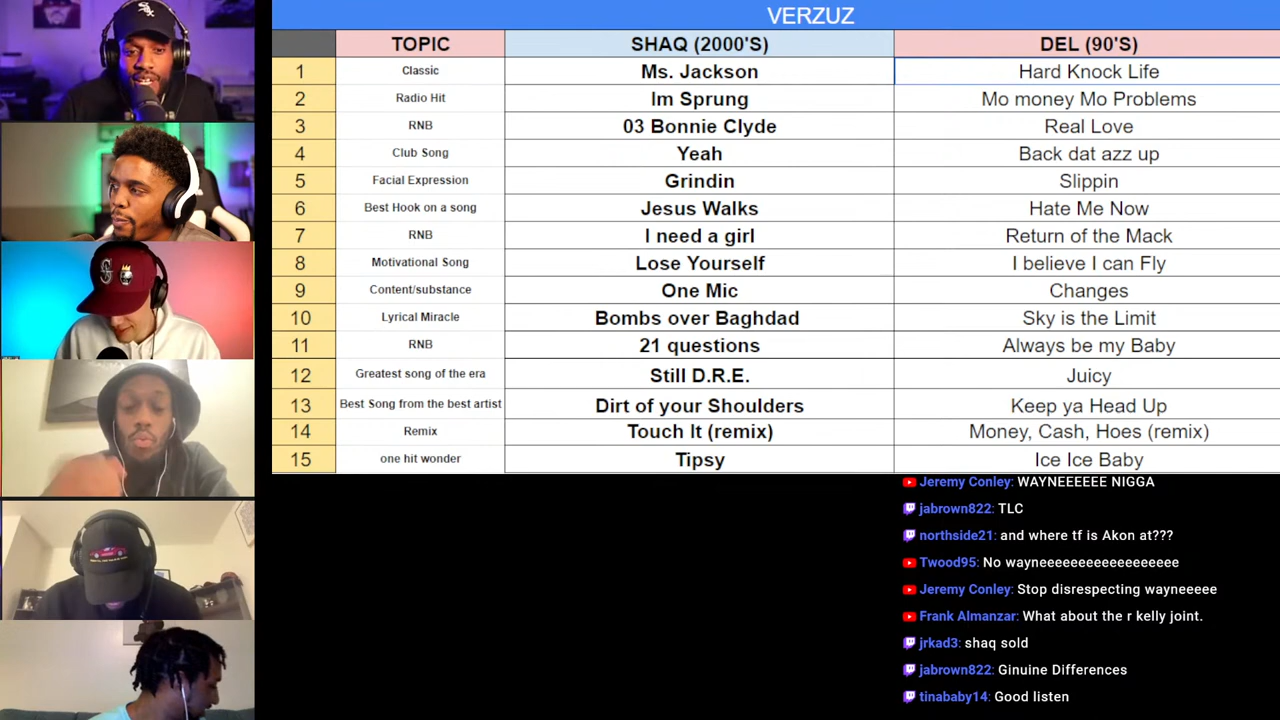 VERZUZ
TOPIC SHAQ (2000'S) DEL (90'S)
1 Classic Ms. Jackson Hard Knock Life
2 Radio Hit Im Sprung Mo money Mo Problems
3 RNB 03 Bonnie Clyde Real Love
4 Club Song Yeah Back dat azz up
5 Facial Expression Grindin Slippin
6 Best Hook on a song Jesus Walks Hate Me Now
7 RNB I need a girl Return of the Mack
8 Motivational Song Lose Yourself I believe I can Fly
9 Content/substance One Mic Changes
10 Lyrical Miracle Bombs over Baghdad Sky is the Limit
11 RNB 21 questions Always be my Baby
12 Greatest song of the era Still D.R.E. Juicy
13 Best Song from the best artist Dirt of your Shoulders Keep ya Head Up
14 Remix Touch It (remix) Money, Cash, Hoes (remix)
15 one hit wonder Tipsy Ice Ice Baby
Jeremy Conley: WAYNEEEEEE NIGGA
jabrown822: TLC
northside21: and where tf is Akon at???
Twood95: No wayneeeeeeeeeeeeeeeeee
Jeremy Conley: Stop disrespecting wayneeeee
Frank Almanzar: What about the r kelly joint.
jrkad3: shaq sold
jabrown822: Ginuine Differences
tinababy14: Good listen